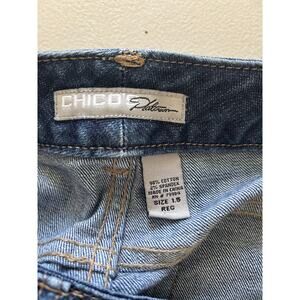 CHICO'S Platinum
98% COTTON
2% SPANDEX
MADE IN CHINA
SIZE 1.5
REG